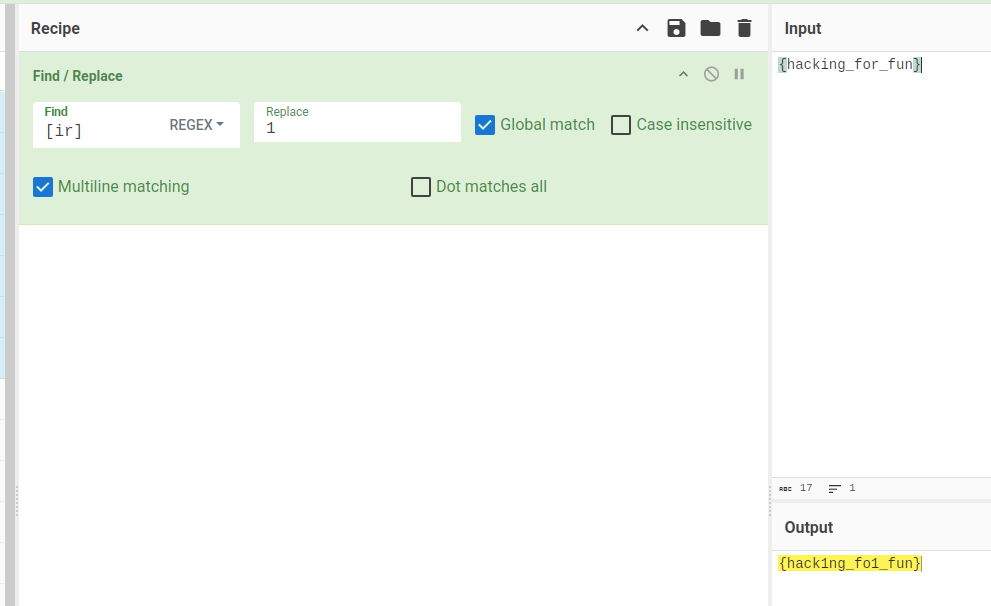 Recipe
Find / Replace
Find
[ir]
REGEX
Replace
1
Global match
Case insensitive
Multiline matching
Dot matches all
Input
{hacking_for_fun}
ABC 17 1
Output
{hack1ng_fo1_fun}